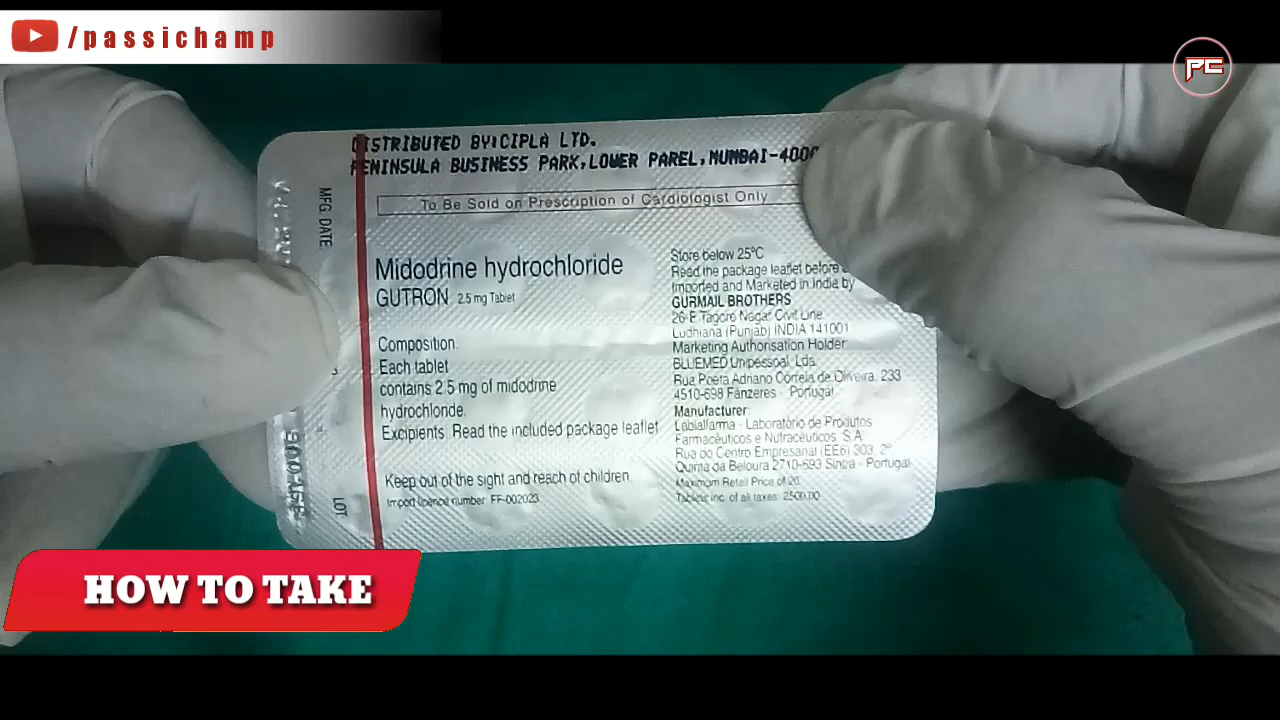 /passichamp
PC
DISTRIBUTED BY:CIPLA LTD.
PENINSULA BUSINESS PARK,LOWER PAREL,MUMBAI-
To Be Sold on Prescription of Cardiologist Only
MFG. DATE
Midodrine hydrochloride
GUTRON 2.5 mg Tablet
Composition:
Each tablet
contains 2.5 mg of midodrine
hydrochloride.
Excipients: Read the included package leaflet
Keep out of the sight and reach of children.
Import licence number: FF-002023
LOT
Store below 25°C
Read the package leaflet before
Imported and Marketed in India by
GURMAIL BROTHERS
26-F Tagore Nagar Civil Line
Ludhiana (Punjab) INDIA 141001
Marketing Authorisation Holder:
BLUEMED Unipessoal, Lda.
Rua Poeta Adriano Correia de Oliveira, 233
4510-698 Fânzeres - Portugal
Manufacturer:
Labialfarma - Laboratório de Produtos
Farmacêuticos e Nutracêuticos, S.A.
Rua do Centro Empresarial (EE6) 303, 2º
Quinta da Beloura 2710-693 Sintra - Portugal
Maximum Retail Price of 20
Tablets inc. of all taxes: 2500.00
HOW TO TAKE